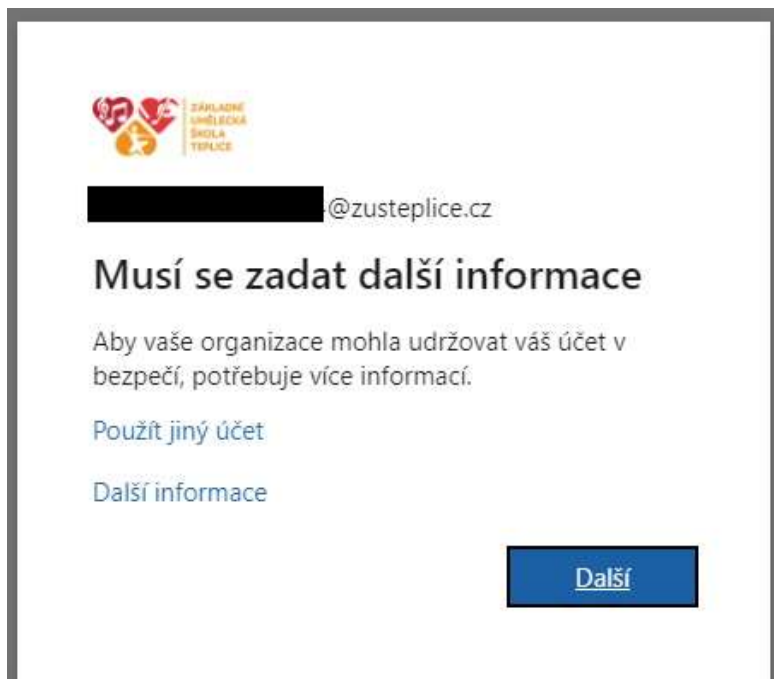 ZÁKLADNÍ
UMĚLECKÁ
ŠKOLA
TEPLICE
@zusteplice.cz
Musí se zadat další informace
Aby vaše organizace mohla udržovat váš účet v
bezpečí, potřebuje více informací.
Použít jiný účet
Další informace
Další